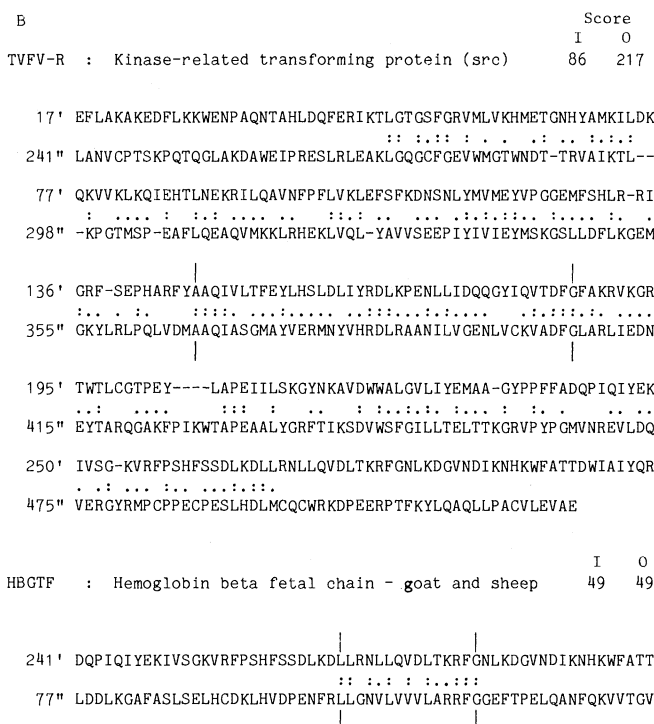 B Score
I O
TVFV-R : Kinase-related transforming protein (src) 86 217
17' EFLAKAKEDFLKKWENPAQNTAHLDQFERIKTLGTGSFGRVMLVKHMETGNHYAMKILDK
:: :.:: : . . .: .. :.:.:
241" LANVCPTSKPQTQGLAKDAWEIPRESLRLEAKLGQGCFGEVWMGTWNDT-TRVAIKTL--
77' QKVVKLKQIEHTLNEKRILQAVNFPFLVKLEFSFKDNSNLYMVMEYVPGGEMFSHLR-RI
: .... : :.: .... .. ::.: .. ... .:.:.::.: .... .. .
298" -KPGTMSP-EAFLQEAQVMKKLRHEKLVQL-YAVVSEEPIYIVIEYMSKGSLLDFLKGEM
136' GRF-SEPHARFYAAQIVLTFEYLHSLDLIYRDLKPENLLIDQQGYIQVTDFGFAKRVKGR
:.. . :. .::::. ...:.... ..:::...::.:. .. .:.:::.:. ..
355" GKYLRLPQLVDMAAQIASGMAYVERMNYVHRDLRAANILVGENLVCKVADFGLARLIEDN
195' TWTLCGTPEY----LAPEIILSKGYNKAVDWWALGVLIYEMAA-GYPPFFADQPIQIYEK
..: .... ::: : .. : :..:.. :... . : :. .. ..
415" EYTARQGAKFPIKWTAPEAALYGRFTIKSDVWSFGILLTELTTKGRVPYPGMVNREVLDQ
250' IVSG-KVRFPSHFSSDLKDLLRNLLQVDLTKRFGNLKDGVNDIKNHKWFATTDWIAIYQR
. .: ... :.. ...:.:.
475" VERGYRMPCPPECPESLHDLMCQCWRKDPEERPTFKYLQAQLLPACVLEVAE
I O
HBGTF : Hemoglobin beta fetal chain - goat and sheep 49 49
241' DQPIQIYEKIVSGKVRFPSHFSSDLKDLLRNLLQVDLTKRFGNLKDGVNDIKNHKWFATT
:: :.: .: ..:::
77" LDDLKGAFASLSELHCDKLHVDPENFRLLGNVLVVVLARRFGGEFTPELQANFQKVVTGV